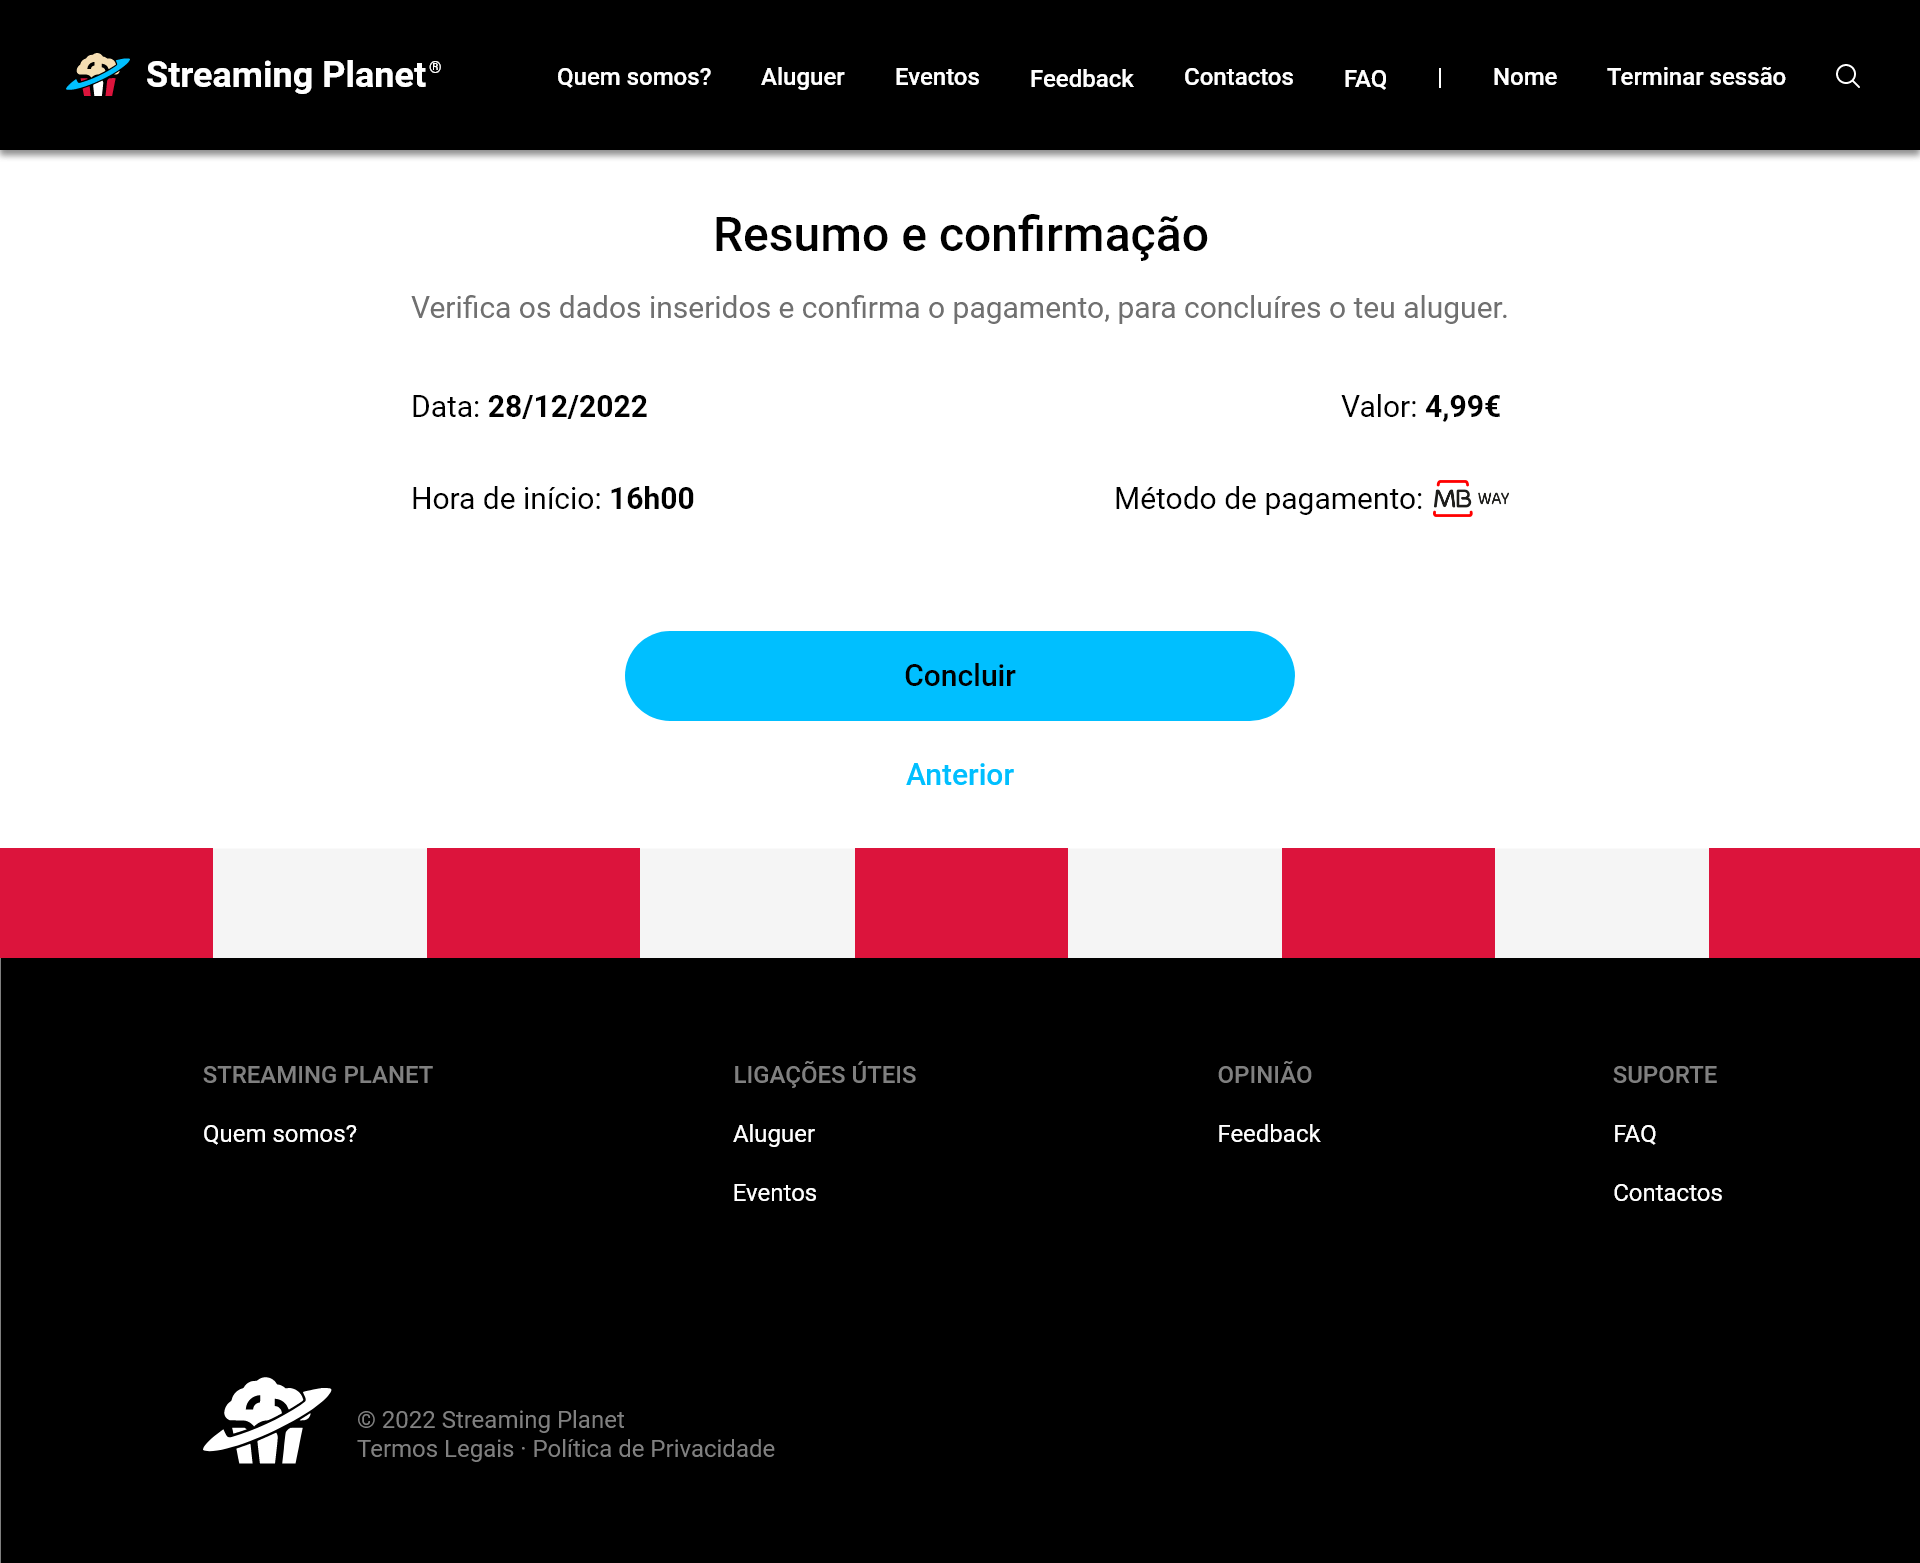 Streaming Planet®
Quem somos? Aluguer Eventos Feedback Contactos FAQ | Nome Terminar sessão
Resumo e confirmação
Verifica os dados inseridos e confirma o pagamento, para concluíres o teu aluguer.
Data: 28/12/2022 Valor: 4,99€
Hora de início: 16h00 Método de pagamento: MB WAY
Concluir
Anterior
STREAMING PLANET LIGAÇÕES ÚTEIS OPINIÃO SUPORTE
Quem somos? Aluguer Feedback FAQ
Eventos Contactos
© 2022 Streaming Planet
Termos Legais · Política de Privacidade